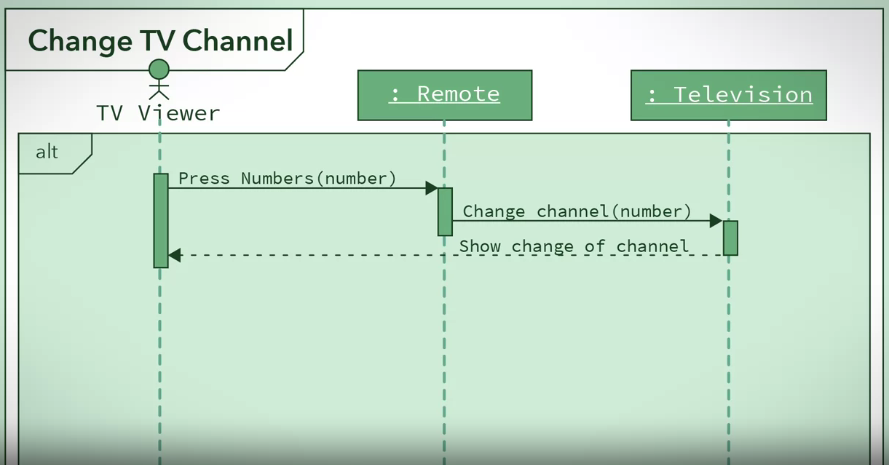 Change TV Channel
TV Viewer
: Remote
: Television
alt
Press Numbers(number)
Change channel(number)
Show change of channel